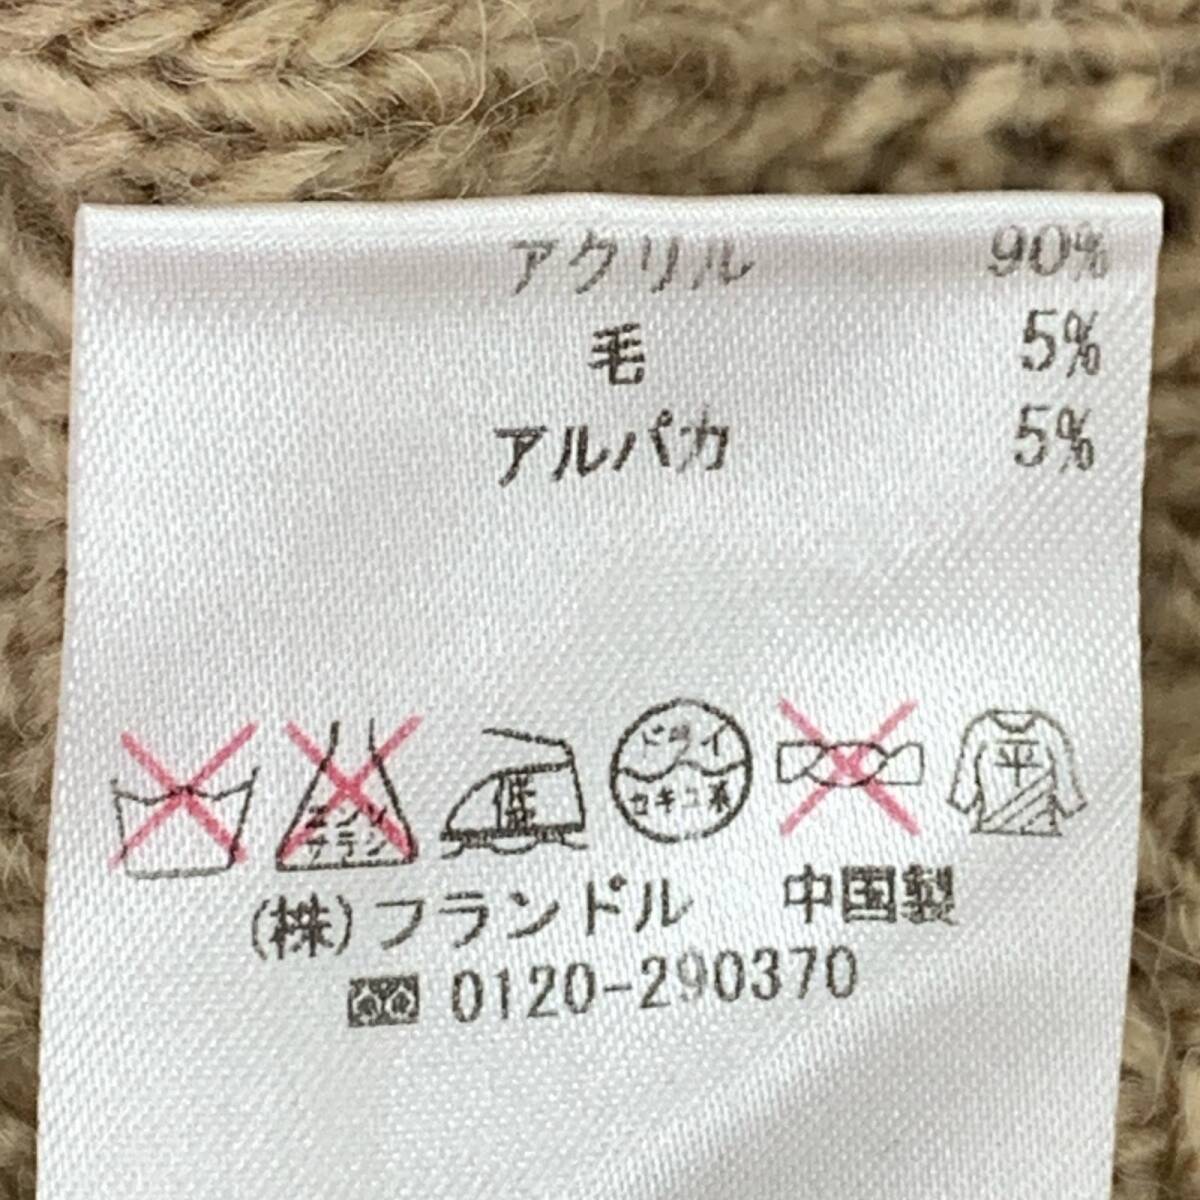 アクリル 90%
毛 5%
アルパカ 5%
エンソ
サラシ
低
ドライ
セキユ系
平
(株)フランドル 中国製
0120-290370